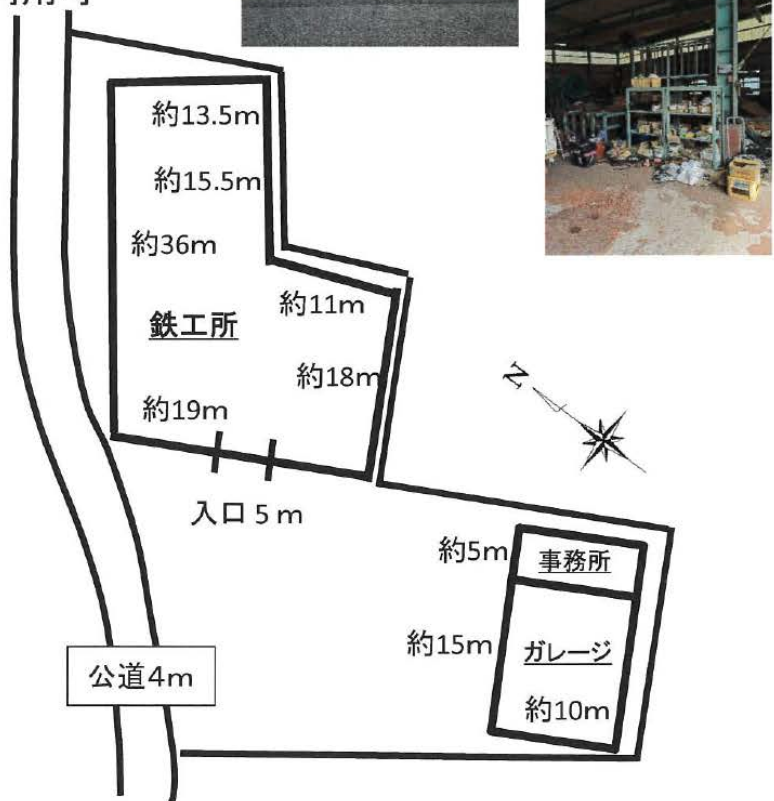 約13.5m
約15.5m
約36m
約11m
鉄工所
約18m
約19m
入口5m
N
約5m
事務所
約15m
ガレージ
公道4m
約10m